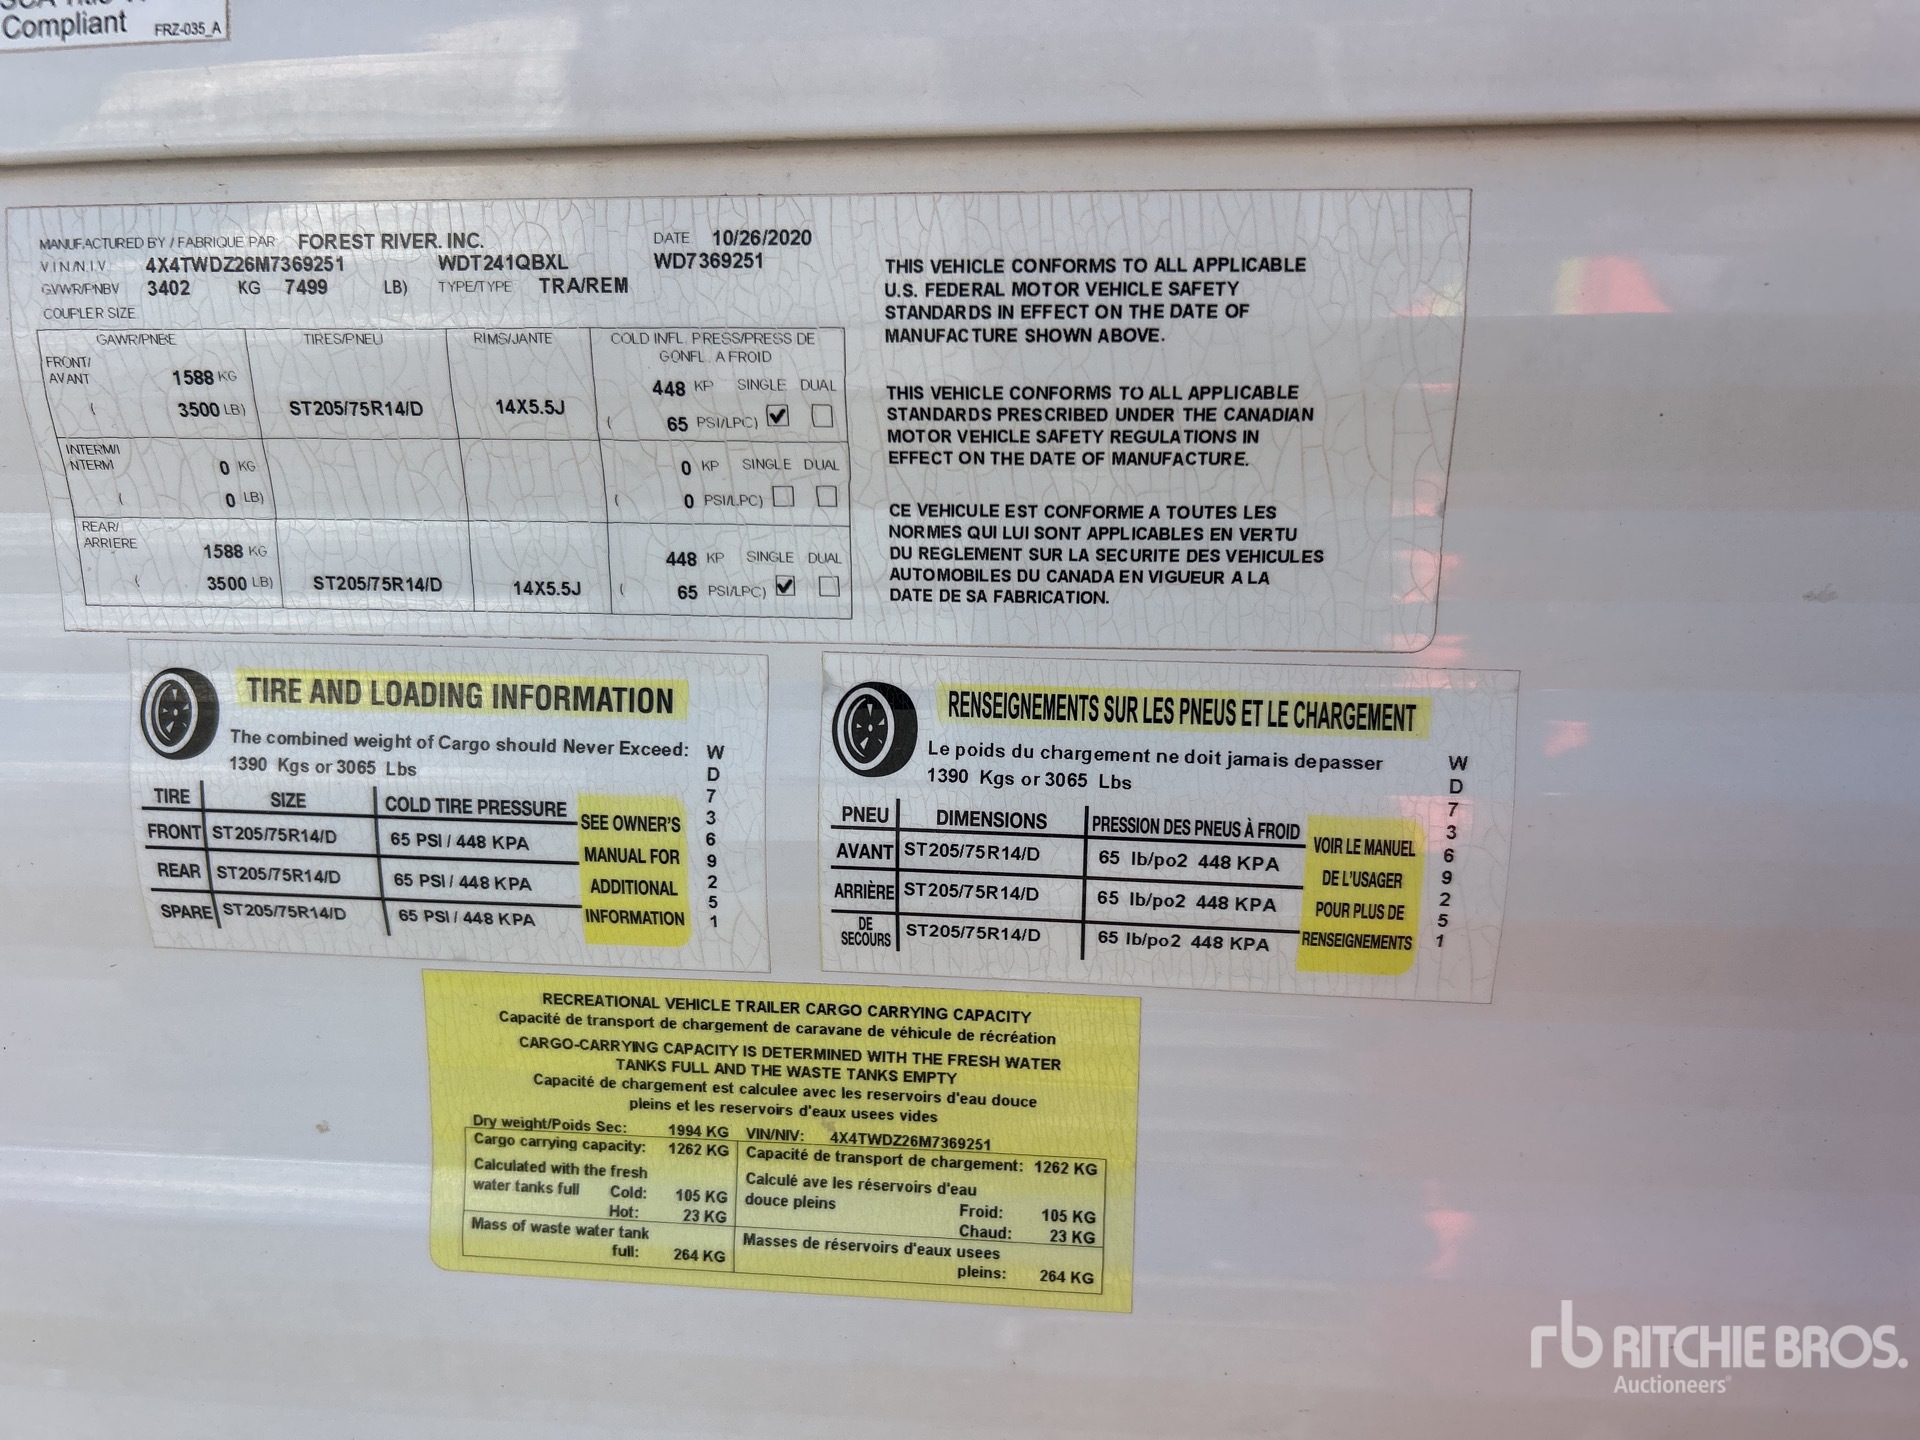 Compliant FRZ-035_A
MANUFACTURED BY / FABRIQUE PAR FOREST RIVER. INC. DATE 10/26/2020
VIN/N.I.V 4X4TWDZ26M7369251 WDT241QBXL WD7369251
GVWR/PNBV 3402 KG 7499 LB) TYPE/TYPE TRA/REM
COUPLER SIZE
GAWR/PNBE TIRES/PNEU RIMS/JANTE COLD INFL. PRESS/PRESS DE
GONFL. A FROID
FRONT/
AVANT 1588 KG 448 KP SINGLE DUAL
( 3500 LB) ST205/75R14/D 14X5.5J ( 65 PSI/LPC)
INTERM/I
NTERM 0 KG 0 KP SINGLE DUAL
( 0 LB) ( 0 PSI/LPC)
REAR/
ARRIERE 1588 KG 448 KP SINGLE DUAL
( 3500 LB) ST205/75R14/D 14X5.5J ( 65 PSI/LPC)
THIS VEHICLE CONFORMS TO ALL APPLICABLE
U.S. FEDERAL MOTOR VEHICLE SAFETY
STANDARDS IN EFFECT ON THE DATE OF
MANUFACTURE SHOWN ABOVE.
THIS VEHICLE CONFORMS TO ALL APPLICABLE
STANDARDS PRESCRIBED UNDER THE CANADIAN
MOTOR VEHICLE SAFETY REGULATIONS IN
EFFECT ON THE DATE OF MANUFACTURE.
CE VEHICULE EST CONFORME A TOUTES LES
NORMES QUI LUI SONT APPLICABLES EN VERTU
DU REGLEMENT SUR LA SECURITE DES VEHICULES
AUTOMOBILES DU CANADA EN VIGUEUR A LA
DATE DE SA FABRICATION.
TIRE AND LOADING INFORMATION
The combined weight of Cargo should Never Exceed:
1390 Kgs or 3065 Lbs
TIRE SIZE COLD TIRE PRESSURE
FRONT ST205/75R14/D 65 PSI / 448 KPA
REAR ST205/75R14/D 65 PSI / 448 KPA
SPARE ST205/75R14/D 65 PSI / 448 KPA
SEE OWNER'S
MANUAL FOR
ADDITIONAL
INFORMATION
WD7369251
RENSEIGNEMENTS SUR LES PNEUS ET LE CHARGEMENT
Le poids du chargement ne doit jamais depasser
1390 Kgs or 3065 Lbs
PNEU DIMENSIONS PRESSION DES PNEUS À FROID
AVANT ST205/75R14/D 65 lb/po2 448 KPA
ARRIÈRE ST205/75R14/D 65 lb/po2 448 KPA
DE
SECOURS ST205/75R14/D 65 lb/po2 448 KPA
VOIR LE MANUEL
DE L'USAGER
POUR PLUS DE
RENSEIGNEMENTS
WD7369251
RECREATIONAL VEHICLE TRAILER CARGO CARRYING CAPACITY
Capacité de transport de chargement de caravane de véhicule de récréation
CARGO-CARRYING CAPACITY IS DETERMINED WITH THE FRESH WATER
TANKS FULL AND THE WASTE TANKS EMPTY
Capacité de chargement est calculee avec les reservoirs d'eau douce
pleins et les reservoirs d'eaux usees vides
Dry weight/Poids Sec: 1994 KG VIN/NIV: 4X4TWDZ26M7369251
Cargo carrying capacity: 1262 KG
Calculated with the fresh
water tanks full Cold: 105 KG
Hot: 23 KG
Mass of waste water tank
full: 264 KG
Capacité de transport de chargement: 1262 KG
Calculé ave les réservoirs d'eau
douce pleins
Froid: 105 KG
Chaud: 23 KG
Masses de réservoirs d'eaux usees
pleins: 264 KG
rb RITCHIE BROS.
Auctioneers